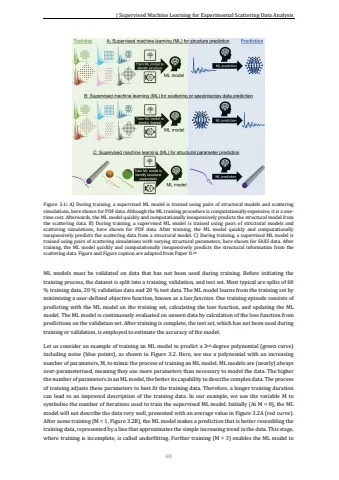 | Supervised Machine Learning for Experimental Scattering Data Analysis
Training
A: Supervised machine learning (ML) for structure prediction
Prediction
Train ML model to
identify structure
ML model
ML prediction
B: Supervised machine learning (ML) for scattering or spectroscopy data prediction
Train ML model to
predict dataset
ML model
ML prediction
C: Supervised machine learning (ML) for structural parameter prediction
Train ML model to
identify structural
parameters
ML model
ML prediction
Figure 3.1: A) During training, a supervised ML model is trained using pairs of structural models and scattering
simulations, here shown for PDF data. Although the ML training procedure is computationally expensive, it is a one-
time cost. Afterwards, the ML model quickly and computationally inexpensively predicts the structural model from
the scattering data. B) During training, a supervised ML model is trained using pairs of structural models and
scattering simulations, here shown for PDF data. After training, the ML model quickly and computationally
inexpensively predicts the scattering data from a structural model. C) During training, a supervised ML model is
trained using pairs of scattering simulations with varying structural parameters, here shown for SAXS data. After
training, the ML model quickly and computationally inexpensively predicts the structural information from the
scattering data. Figure and Figure caption are adapted from Paper II.
ML models must be validated on data that has not been used during training. Before initiating the
training process, the dataset is split into a training, validation, and test set. Most typical are splits of 60
% training data, 20 % validation data and 20 % test data. The ML model learns from the training set by
minimising a user-defined objective function, known as a loss function. One training episode consists of
predicting with the ML model on the training set, calculating the loss function, and updating the ML
model. The ML model is continuously evaluated on unseen data by calculation of the loss function from
predictions on the validation set. After training is complete, the test set, which has not been used during
training or validation, is employed to estimate the accuracy of the model.
Let us consider an example of training an ML model to predict a 3rd-degree polynomial (green curve)
including noise (blue points), as shown in Figure 3.2. Here, we use a polynomial with an increasing
number of parameters, M, to mimic the process of training an ML model. ML models are (nearly) always
over-parameterised, meaning they use more parameters than necessary to model the data. The higher
the number of parameters in an ML model, the better its capability to describe complex data. The process
of training adjusts these parameters to best fit the training data. Therefore, a longer training duration
can lead to an improved description of the training data. In our example, we use the variable M to
symbolise the number of iterations used to train the supervised ML model. Initially (At M = 0), the ML
model will not describe the data very well, presented with an average value in Figure 3.2A (red curve).
After some training (M = 1, Figure 3.2B), the ML model makes a prediction that is better resembling the
training data, represented by a line that approximates the simple increasing trend in the data. This stage,
where training is incomplete, is called underfitting. Further training (M = 3) enables the ML model to